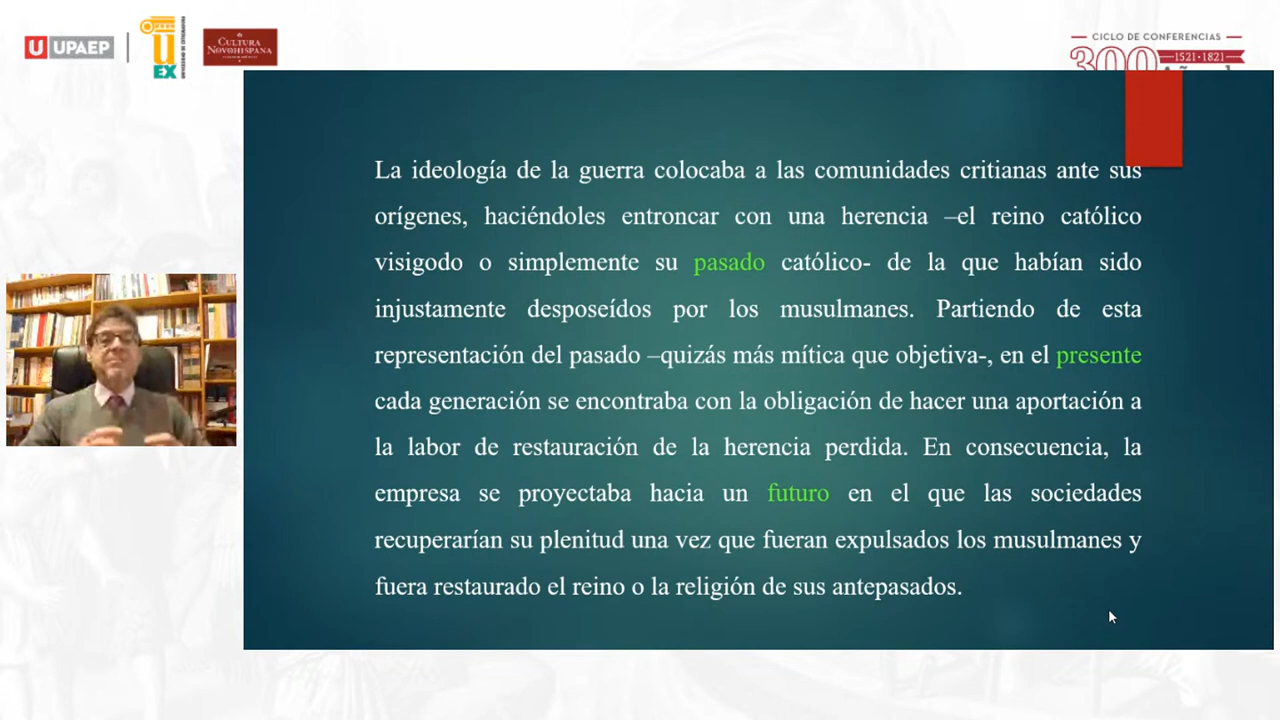 UPAEP
UEX
CULTURA
NOVOHISPANA
CICLO DE CONFERENCIAS
300
1521·1821
La ideología de la guerra colocaba a las comunidades critianas ante sus
orígenes, haciéndoles entroncar con una herencia –el reino católico
visigodo o simplemente su pasado católico- de la que habían sido
injustamente desposeídos por los musulmanes. Partiendo de esta
representación del pasado –quizás más mítica que objetiva-, en el presente
cada generación se encontraba con la obligación de hacer una aportación a
la labor de restauración de la herencia perdida. En consecuencia, la
empresa se proyectaba hacia un futuro en el que las sociedades
recuperarían su plenitud una vez que fueran expulsados los musulmanes y
fuera restaurado el reino o la religión de sus antepasados.